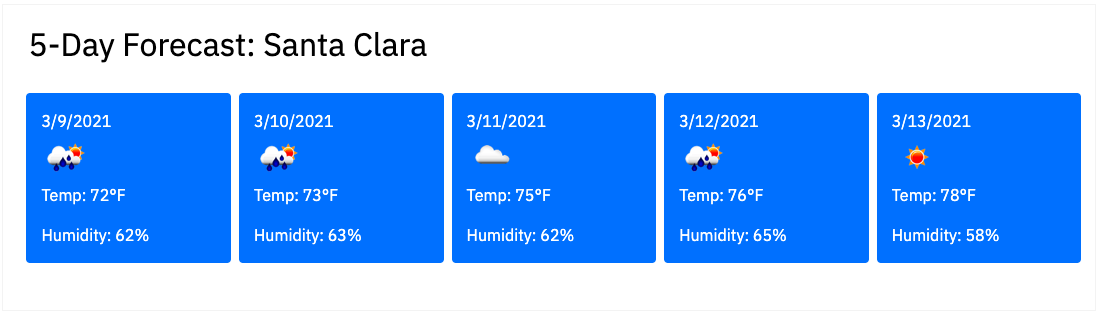 5-Day Forecast: Santa Clara
3/9/2021
Temp: 72°F
Humidity: 62%
3/10/2021
Temp: 73°F
Humidity: 63%
3/11/2021
Temp: 75°F
Humidity: 62%
3/12/2021
Temp: 76°F
Humidity: 65%
3/13/2021
Temp: 78°F
Humidity: 58%